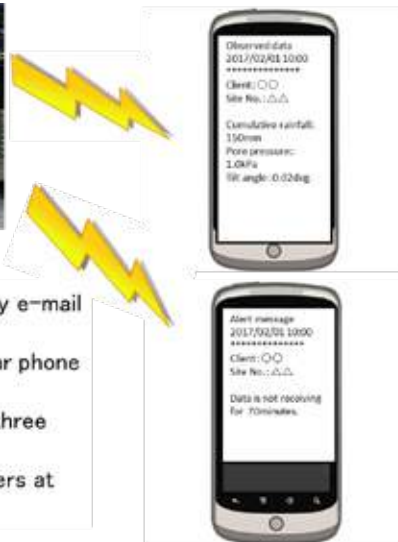 Observed data
2017/02/01 10:00
**************
Client: ○○
Site No.: △△
Cumulative rainfall:
150mm
Pore pressure:
1.0kPa
Tilt angle: 0.02deg
y e-mail
r phone
hree
ers at
Alert message
2017/02/01 10:00
**************
Client: ○○
Site No.: △△
Data is not receiving
for 70minutes.